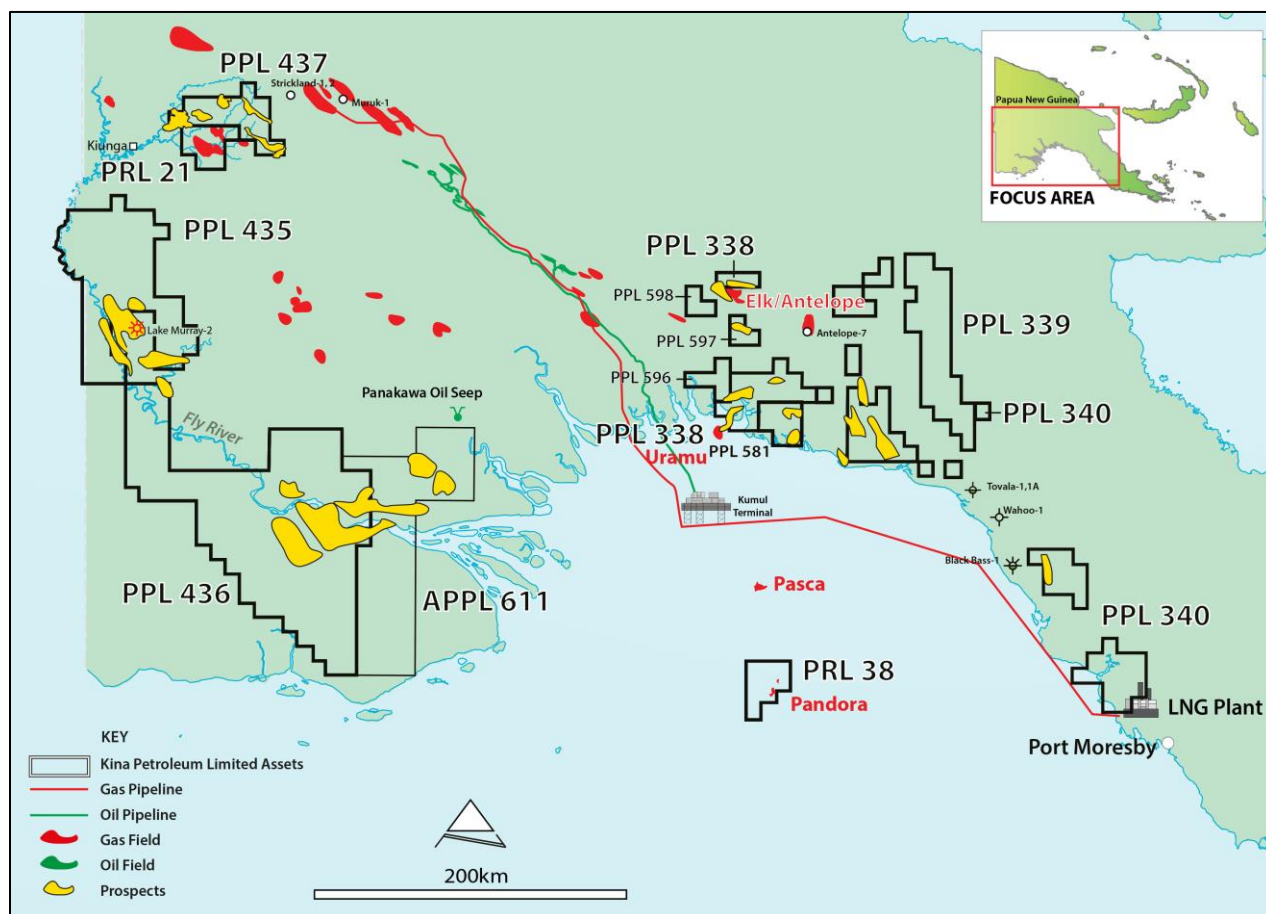 PPL 437
Strickland-1, 2
Muruk-1
Kiunga
PRL 21
PPL 435
Lake Murray-2
Panakawa Oil Seep
Fly River
PPL 436
APPL 611
Papua New Guinea
FOCUS AREA
PPL 338
PPL 598
Elk/Antelope
PPL 597
Antelope-7
PPL 339
PPL 596
PPL 340
PPL 338
PPL 581
Uramu
Kumul
Terminal
Tovala-1,1A
Wahoo-1
Black Bass-1
Pasca
PPL 340
PRL 38
Pandora
LNG Plant
Port Moresby
KEY
Kina Petroleum Limited Assets
Gas Pipeline
Oil Pipeline
Gas Field
Oil Field
Prospects
200km